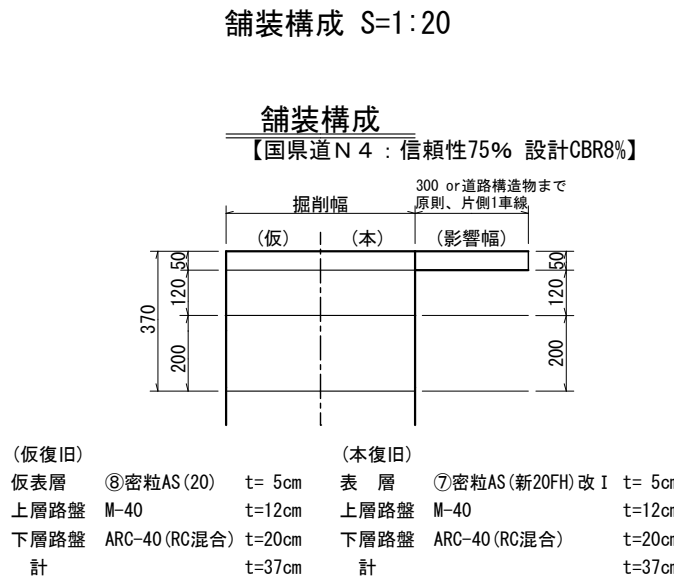 舗装構成 S=1:20
舗装構成
【国県道N4：信頼性75% 設計CBR8%】
300 or道路構造物まで
原則、片側1車線
掘削幅
(仮) (本) (影響幅)
50
120
200
370
50
120
200
(仮復旧)
仮表層 ⑧密粒AS(20) t= 5cm
上層路盤 M-40 t=12cm
下層路盤 ARC-40(RC混合) t=20cm
計 t=37cm
(本復旧)
表 層 ⑦密粒AS(新20FH)改Ⅰ t= 5cm
上層路盤 M-40 t=12cm
下層路盤 ARC-40(RC混合) t=20cm
計 t=37cm